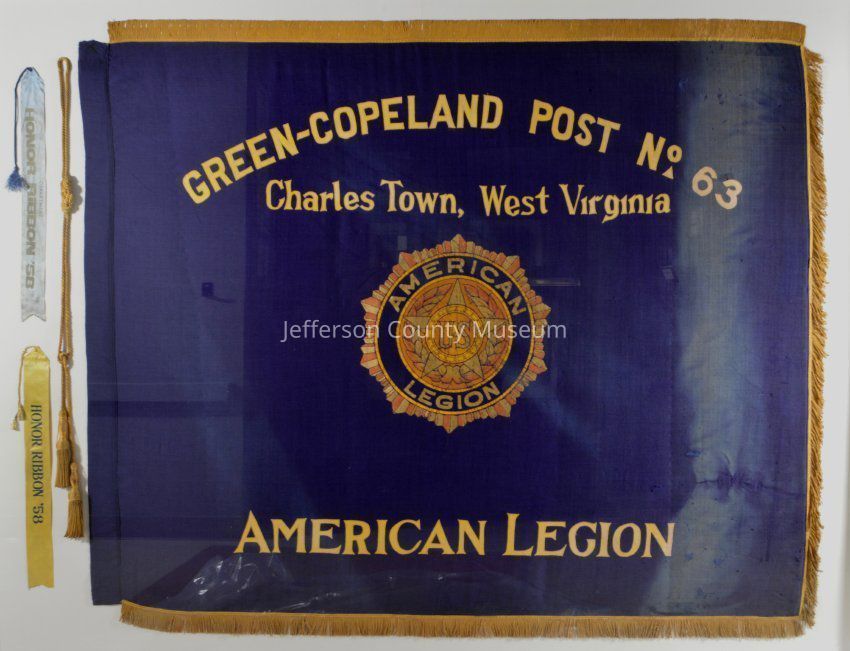 GREEN-COPELAND POST No. 63
Charles Town, West Virginia
AMERICAN
U.S.
LEGION
Jefferson County Museum
AMERICAN LEGION
HONOR RIBBON '58
HONOR RIBBON '58